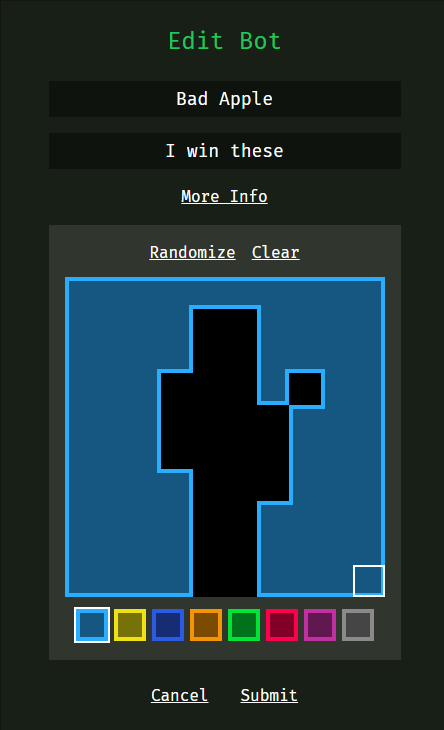 Edit Bot
Bad Apple
I win these
More Info
Randomize Clear
Cancel Submit